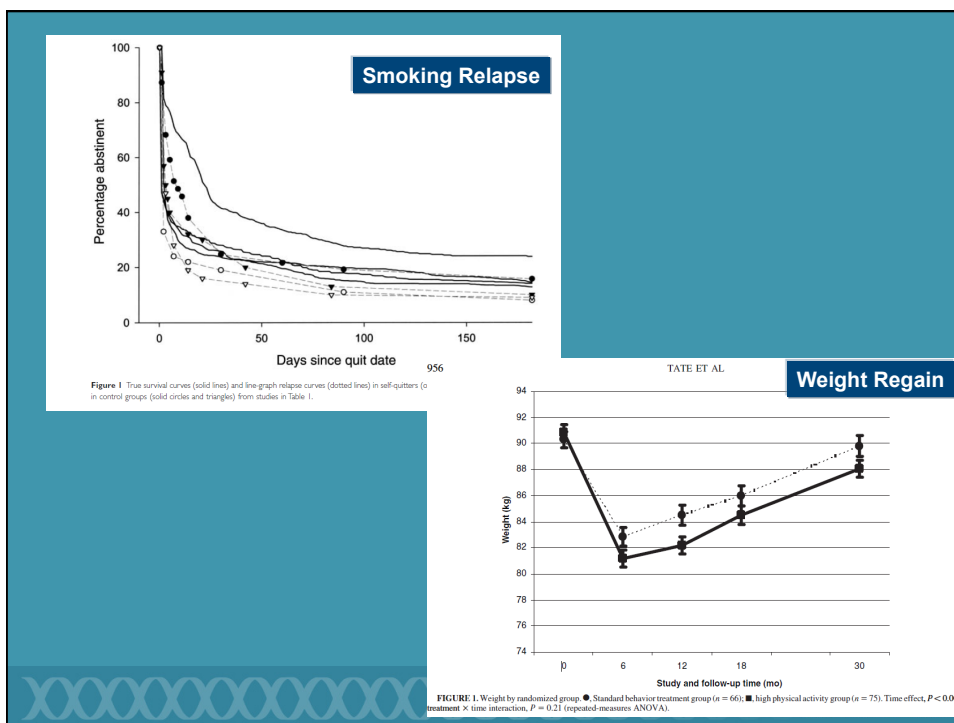 Smoking Relapse
100
80
60
40
20
0
Percentage abstinent
0 50 100 150
Days since quit date
Figure 1 True survival curves (solid lines) and line-graph relapse curves (dotted lines) in self-quitters
in control groups (solid circles and triangles) from studies in Table 1.
956
TATE ET AL
Weight Regain
94
92
90
88
86
84
82
80
78
76
74
Weight (kg)
0 6 12 18 30
Study and follow-up time (mo)
FIGURE 1. Weight by randomized group. ●, Standard behavior treatment group (n = 66); ■, high physical activity group (n = 75). Time effect,
treatment × time interaction, P = 0.21 (repeated-measures ANOVA).